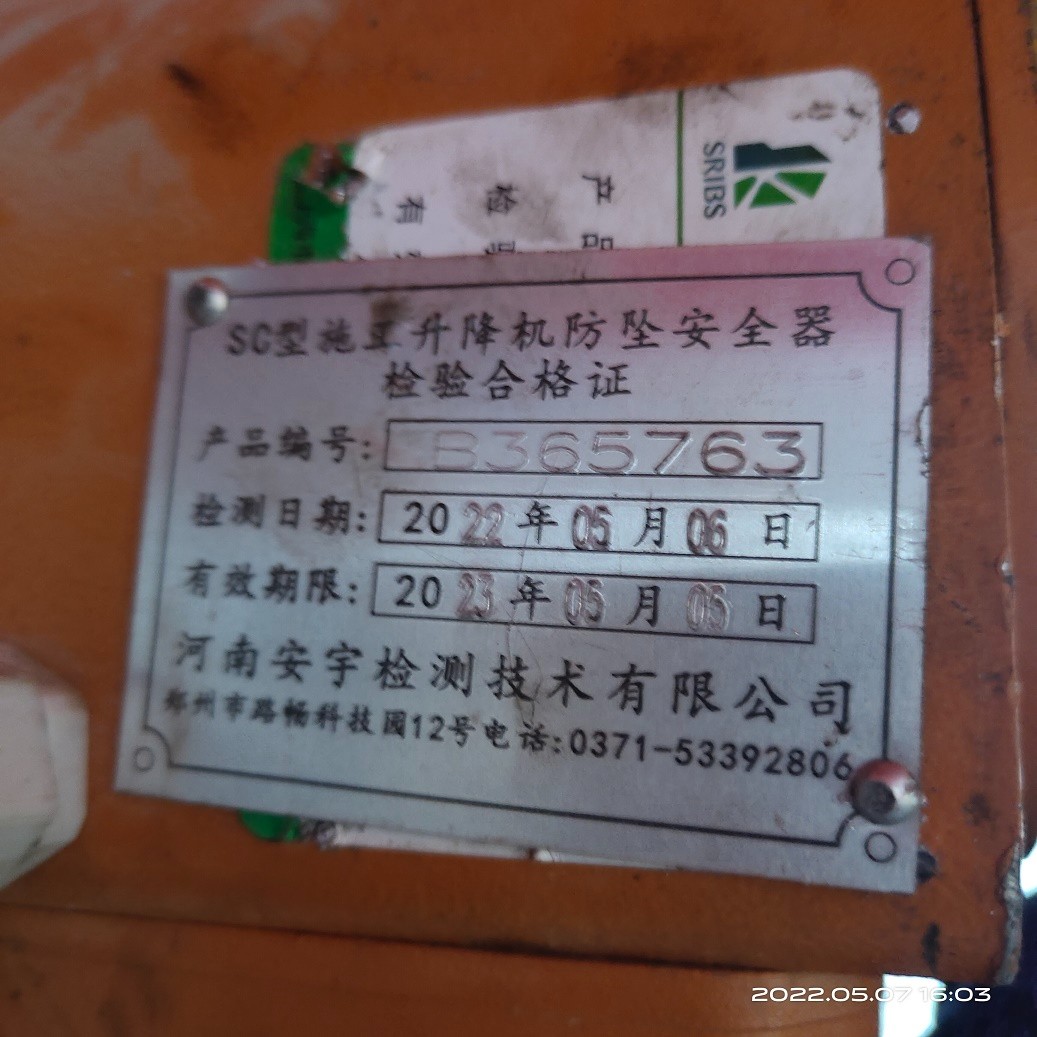 SRIBS
产品
检验
有
SC型施工升降机防坠安全器
检验合格证
产品编号: B365763
检测日期: 2022年05月06日
有效期限: 2023年05月05日
河南安宇检测技术有限公司
郑州市路畅科技园12号电话:0371-53392806
2022.05.07 16:03